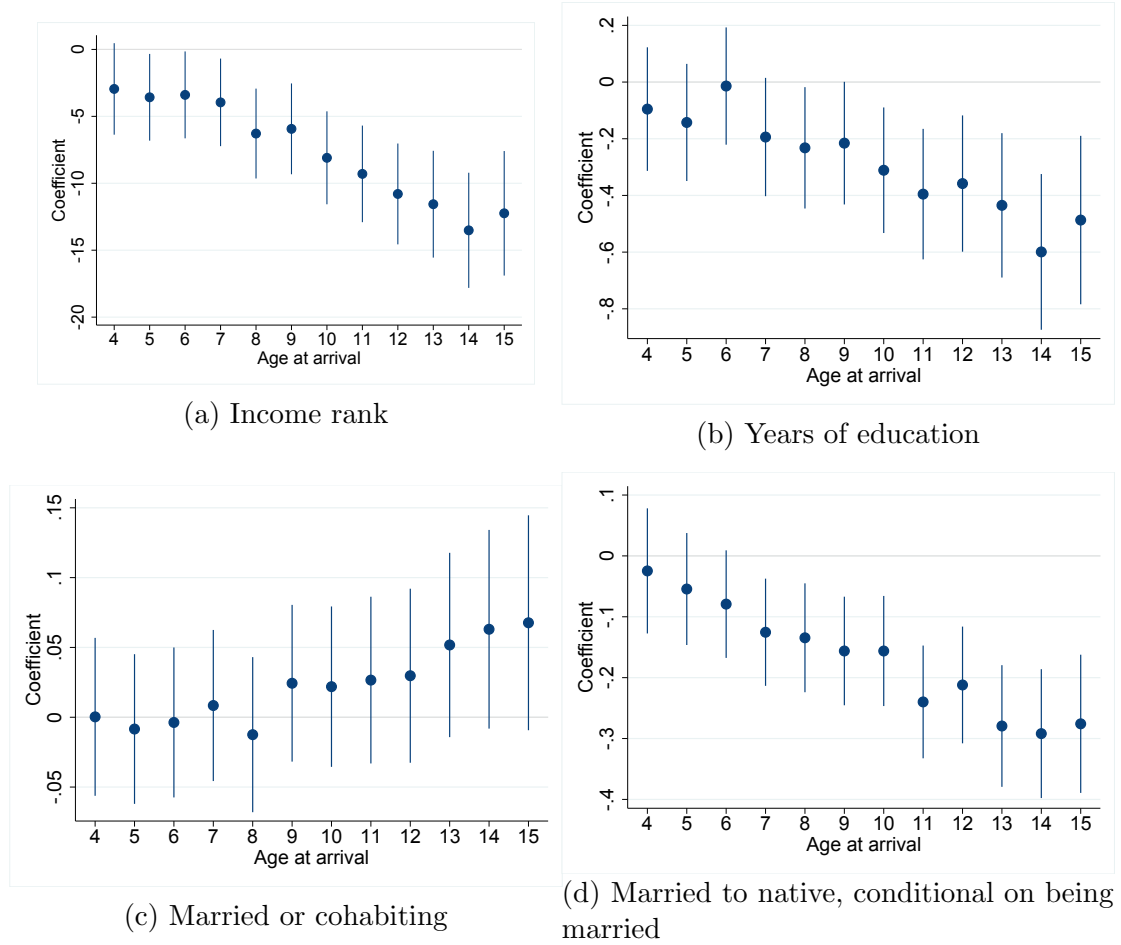 0
-5
-10
-15
-20
Coefficient
4 5 6 7 8 9 10 11 12 13 14 15
Age at arrival
(a) Income rank
.2
0
-.2
-.4
-.6
-.8
Coefficient
4 5 6 7 8 9 10 11 12 13 14 15
Age at arrival
(b) Years of education
.15
.1
.05
0
-.05
Coefficient
4 5 6 7 8 9 10 11 12 13 14 15
Age at arrival
(c) Married or cohabiting
.1
0
-.1
-.2
-.3
-.4
Coefficient
4 5 6 7 8 9 10 11 12 13 14 15
Age at arrival
(d) Married to native, conditional on being
married